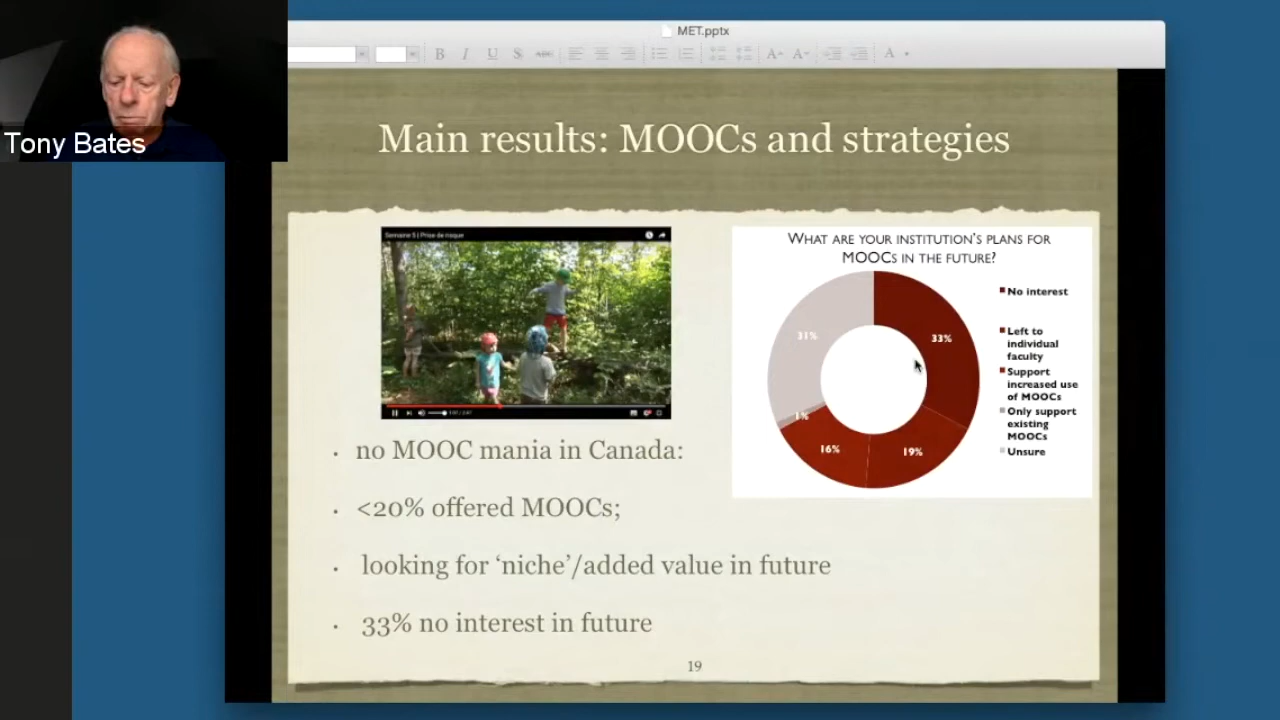 MET.pptx
B I U S ABC
A A A
Tony Bates
Main results: MOOCs and strategies
Semaine 5 | Prise de risque
WHAT ARE YOUR INSTITUTION'S PLANS FOR
MOOCS IN THE FUTURE?
31%
33%
1%
16%
19%
No interest
Left to
individual
faculty
Support
increased use
of MOOCs
Only support
existing
MOOCs
Unsure
· no MOOC mania in Canada:
· <20% offered MOOCs;
· looking for ‘niche’/added value in future
· 33% no interest in future
19